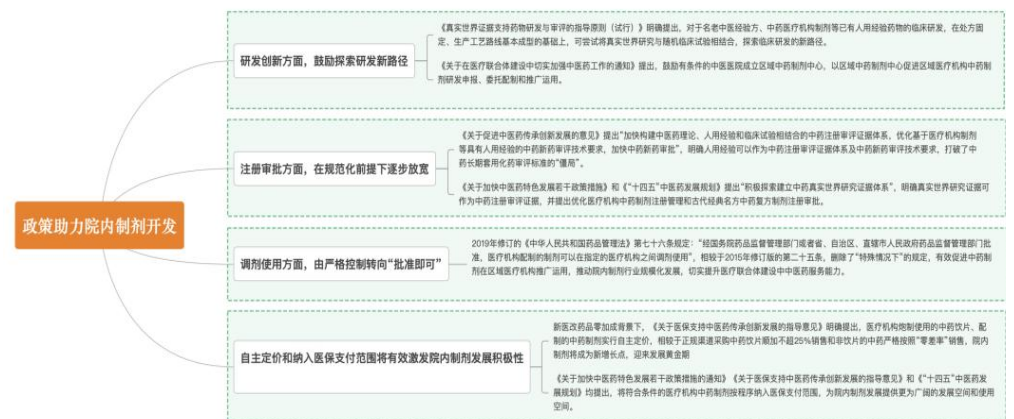 政策助力院内制剂开发
研发创新方面，鼓励探索研发新路径
《真实世界证据支持药物研发与审评的指导原则（试行）》明确提出，对于名老中医经验方、中药医疗机构制剂等已有人用经验药物的临床研发，在处方固
定、生产工艺路线基本成型的基础上，可尝试将真实世界研究与随机临床试验相结合，探索临床研发的新路径。
《关于在医疗联合体建设中切实加强中医药工作的通知》提出，鼓励有条件的中医医院成立区域中药制剂中心，以区域中药制剂中心促进区域医疗机构中药制
剂研发申报、委托配制和推广运用。
注册审批方面，在规范化前提下逐步放宽
《关于促进中医药传承创新发展的意见》提出“加快构建中医药理论、人用经验和临床试验相结合的中药注册审评证据体系，优化基于医疗机构制剂
等具有人用经验的中药新药审评技术要求，加快中药新药审批”，明确人用经验可以作为中药注册审评证据体系及中药新药审评技术要求，打破了中
药长期套用化药审评标准的“僵局”。
《关于加快中医药特色发展若干政策措施》和《“十四五”中医药发展规划》提出“积极探索建立中药真实世界研究证据体系”，明确真实世界研究证据可
作为中药注册审评证据，并提出优化医疗机构中药制剂注册管理和古代经典名方中药复方制剂注册审批。
调剂使用方面，由严格控制转向“批准即可”
2019年修订的《中华人民共和国药品管理法》第七十六条规定：“经国务院药品监督管理部门或者省、自治区、直辖市人民政府药品监督管理部门批
准，医疗机构配制的制剂可以在指定的医疗机构之间调剂使用”，相较于2015年修订版的第二十五条，删除了“特殊情况下”的规定，有效促进中药制
剂在区域医疗机构推广运用，推动院内制剂行业规模化发展，切实提升医疗联合体建设中中医药服务能力。
自主定价和纳入医保支付范围将有效激发院内制剂发展积极性
新医改药品零加成背景下，《关于医保支持中医药传承创新发展的指导意见》明确提出，医疗机构炮制使用的中药饮片、配
制的中药制剂实行自主定价，相较于正规渠道采购中药饮片顺加不超25%销售和非饮片的中药严格按照“零差率”销售，院内
制剂将成为新增长点，迎来发展黄金期
《关于加快中医药特色发展若干政策措施的通知》《关于医保支持中医药传承创新发展的指导意见》和《“十四五”中医药发
展规划》均提出，将符合条件的医疗机构中药制剂按程序纳入医保支付范围，为院内制剂发展提供更为广阔的发展空间和使用
空间。